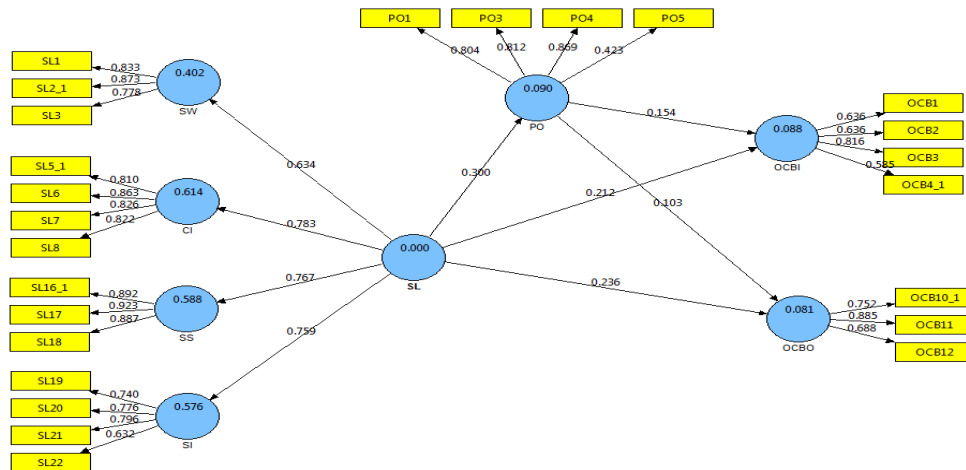 PO1 PO3 PO4 PO5
0.804 0.812 0.869 0.423
0.090
PO
SL1
SL2_1
SL3
0.833
0.873
0.778
0.402
SW
SL5_1
SL6
SL7
SL8
0.810
0.863
0.826
0.822
0.614
CI
SL16_1
SL17
SL18
0.892
0.923
0.887
0.588
SS
SL19
SL20
SL21
SL22
0.740
0.776
0.796
0.632
0.576
SI
0.634
0.783
0.767
0.759
0.000
SL
0.300
0.154
0.212
0.103
0.236
0.088
OCBI
0.636
0.636
0.816
0.585
OCB1
OCB2
OCB3
OCB4_1
0.081
OCBO
0.752
0.885
0.688
OCB10_1
OCB11
OCB12